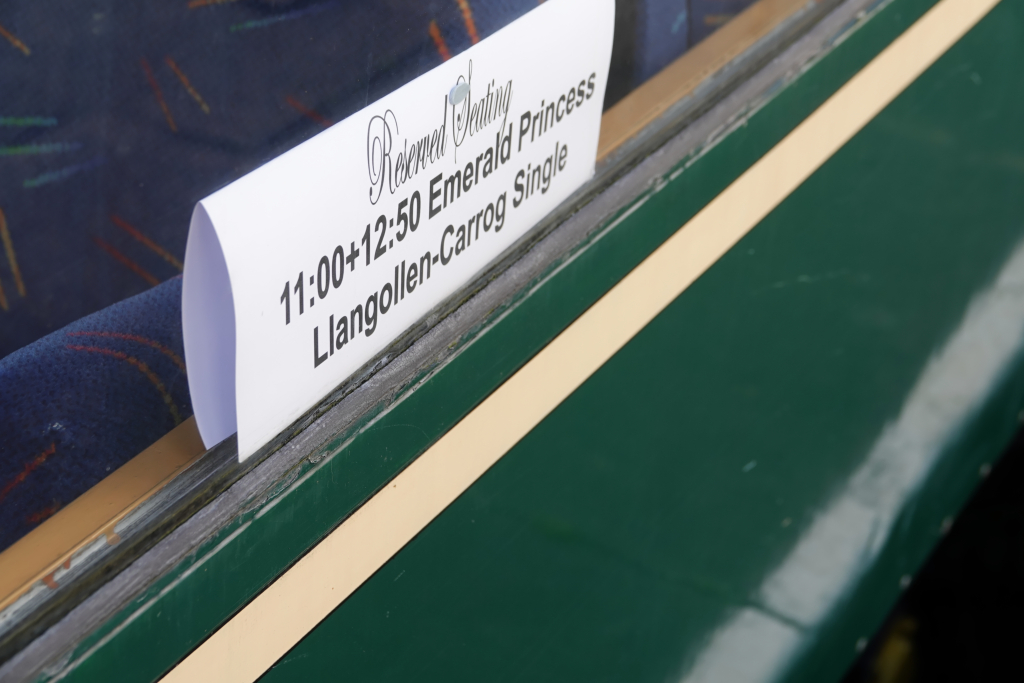 Reserved Seating
11:00+12:50 Emerald Princess
Llangollen-Carrog Single